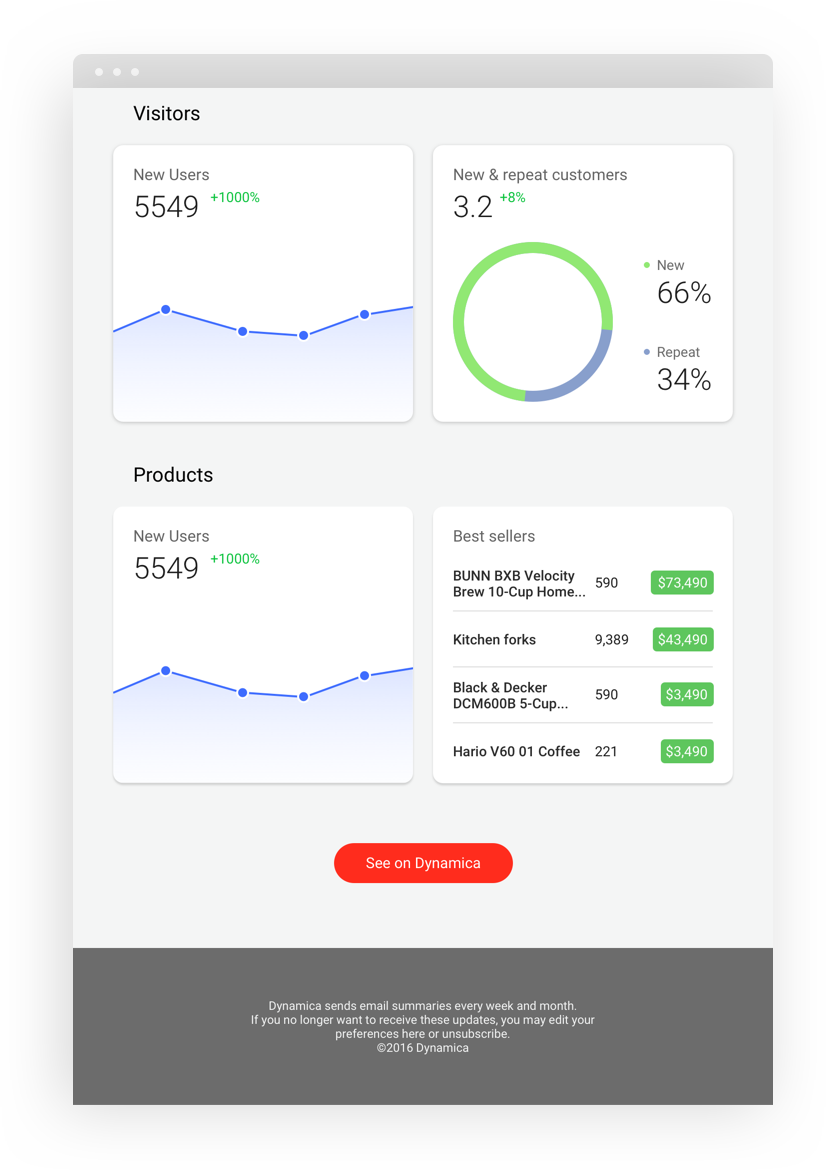 Visitors
New Users
5549 +1000%
New & repeat customers
3.2 +8%
New
66%
Repeat
34%
Products
New Users
5549 +1000%
Best sellers
BUNN BXB Velocity
Brew 10-Cup Home...
590
$73,490
Kitchen forks
9,389
$43,490
Black & Decker
DCM600B 5-Cup...
590
$3,490
Hario V60 01 Coffee
221
$3,490
See on Dynamica
Dynamica sends email summaries every week and month.
If you no longer want to receive these updates, you may edit your
preferences here or unsubscribe.
©2016 Dynamica